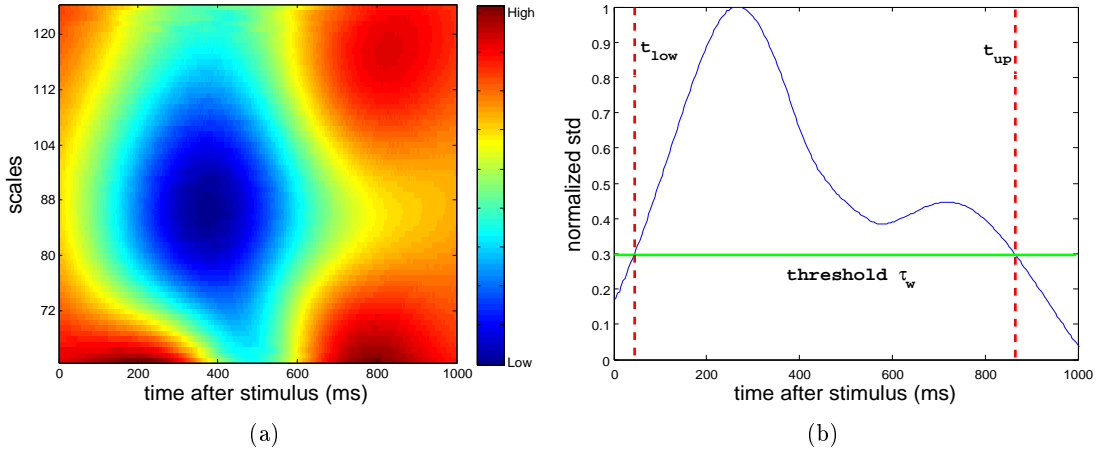 High
Low
120
112
104
88
80
72
scales
0
200
400
600
800
1000
time after stimulus (ms)
(a)
1
0.9
0.8
0.7
0.6
0.5
0.4
0.3
0.2
0.1
0
normalized std
t_low
t_up
threshold τ_w
0
200
400
600
800
1000
time after stimulus (ms)
(b)